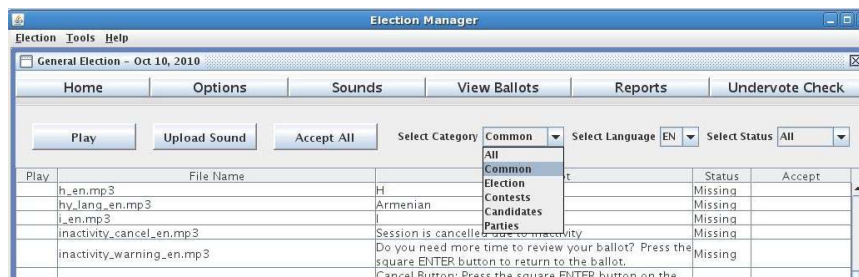 Election Manager
Election Tools Help
General Election - Oct 10, 2010
Home Options Sounds View Ballots Reports Undervote Check
Play Upload Sound Accept All Select Category Common Select Language EN Select Status All
All
Common
Election
Contests
Candidates
Parties
Play File Name Status Accept
h_en.mp3 H Missing
hy_lang_en.mp3 Armenian Missing
i_en.mp3 I Missing
inactivity_cancel_en.mp3 Session is cancelled due to inactivity Missing
inactivity_warning_en.mp3 Do you need more time to review your ballot? Press the square ENTER button to return to the ballot. Missing
Cancel Button: Press the square ENTER button on the